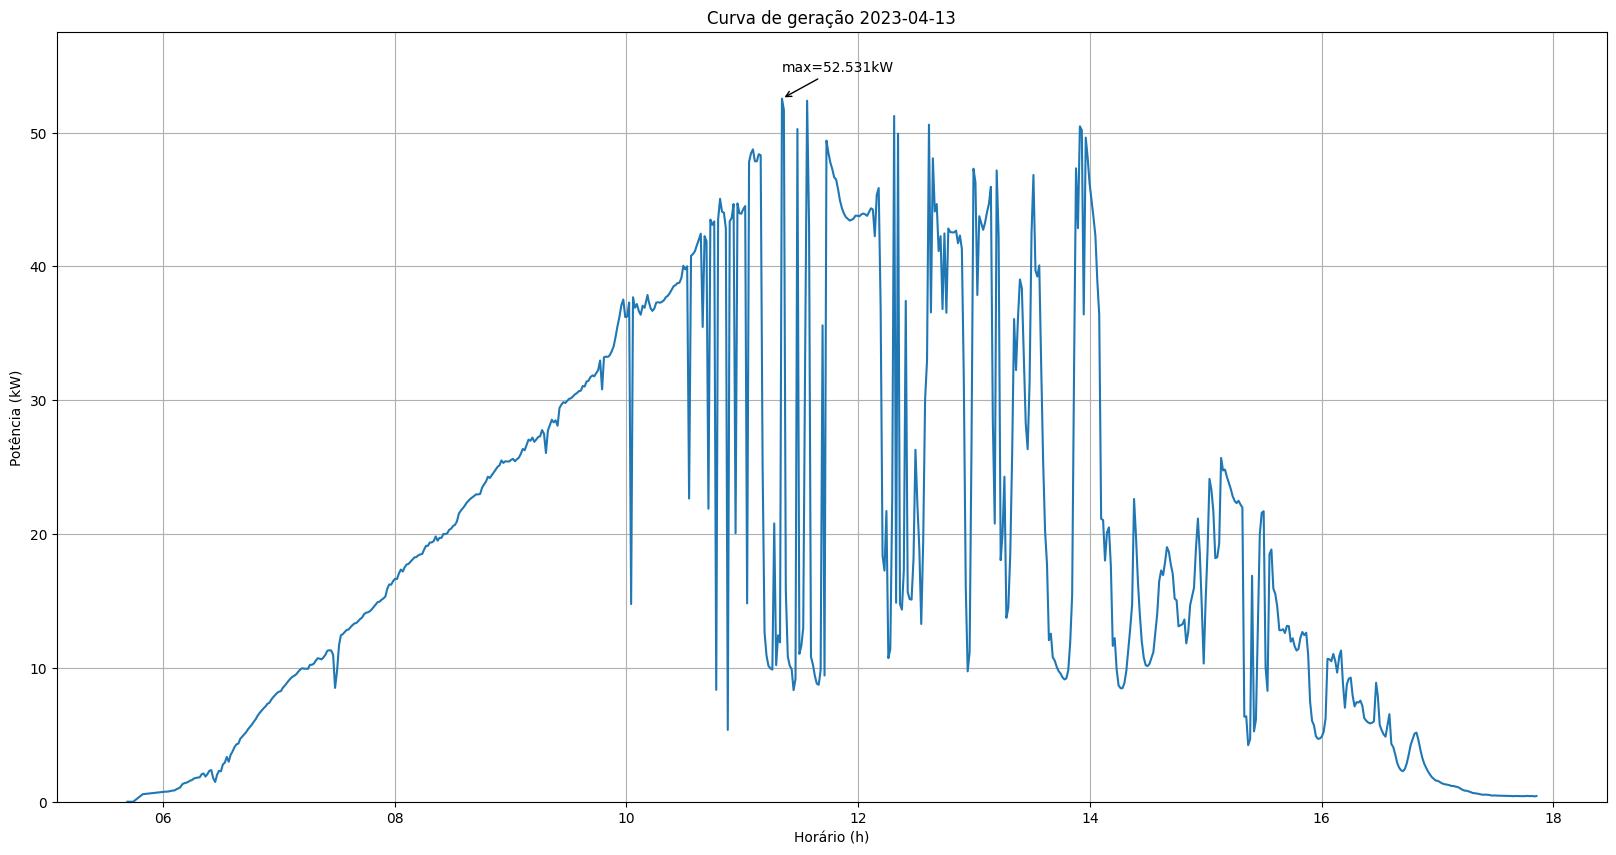 Curva de geração 2023-04-13
max=52.531kW
Potência (kW)
50
40
30
20
10
0
06 08 10 12 14 16 18
Horário (h)